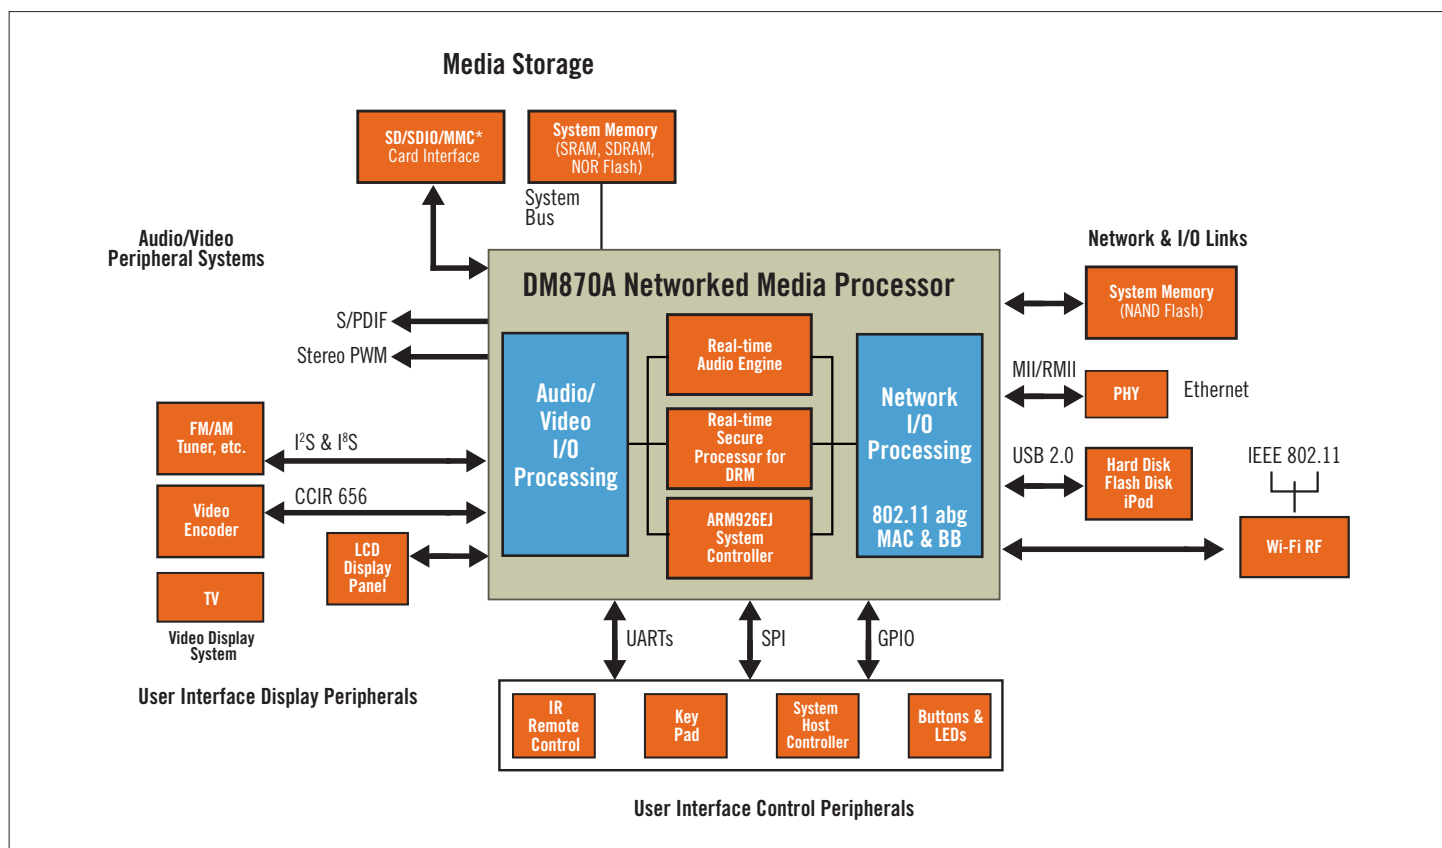 Media Storage
SD/SDIO/MMC*
Card Interface
System Memory
(SRAM, SDRAM,
NOR Flash)
System
Bus
Audio/Video
Peripheral Systems
Network & I/O Links
DM870A Networked Media Processor
System Memory
(NAND Flash)
S/PDIF
Stereo PWM
Real-time
Audio Engine
MII/RMII
PHY
Ethernet
Audio/
Video
I/O
Processing
Network
I/O
Processing
802.11 abg
MAC & BB
Real-time
Secure
Processor for
DRM
FM/AM
Tuner, etc.
I²S & I⁸S
USB 2.0
Hard Disk
Flash Disk
iPod
IEEE 802.11
Video
Encoder
CCIR 656
ARM926EJ
System
Controller
LCD
Display
Panel
Wi-Fi RF
TV
Video Display
System
UARTs
SPI
GPIO
User Interface Display Peripherals
IR
Remote
Control
Key
Pad
System
Host
Controller
Buttons &
LEDs
User Interface Control Peripherals